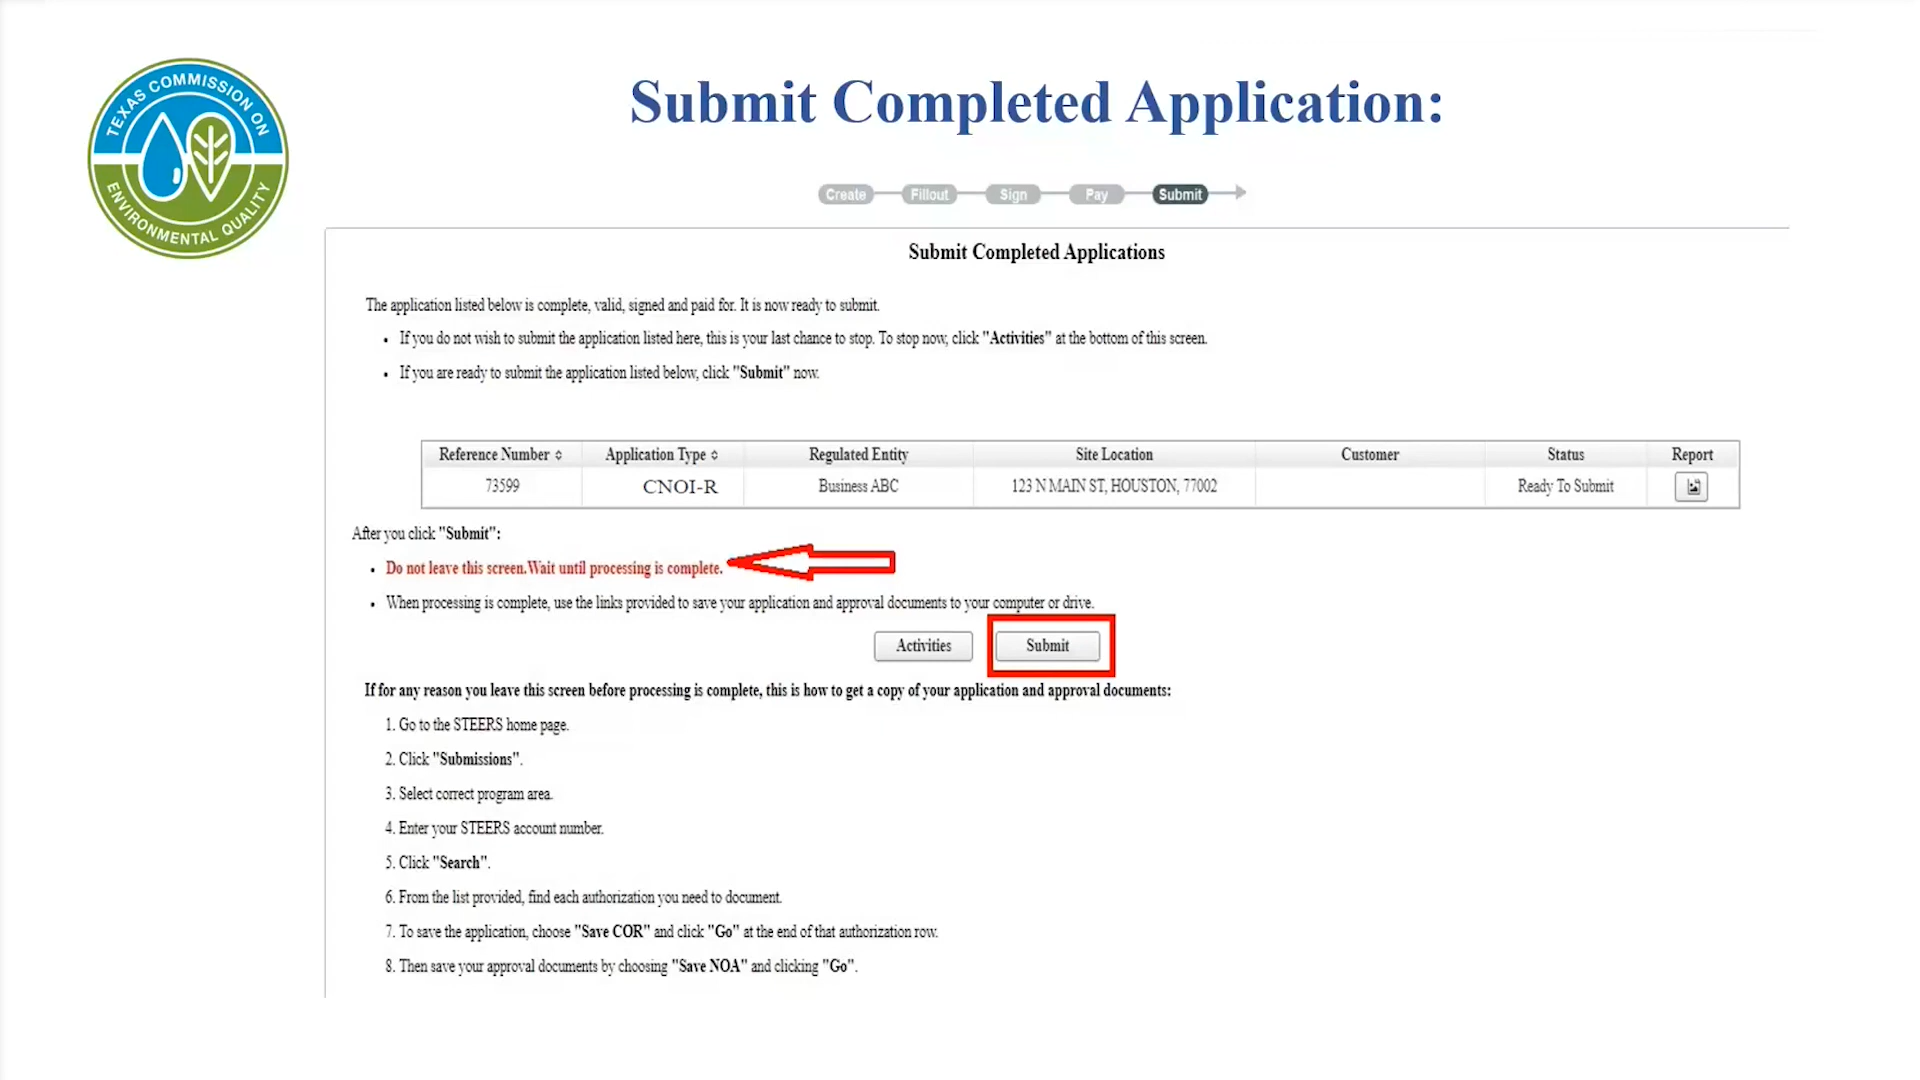 TEXAS COMMISSION ON
ENVIRONMENTAL QUALITY
Submit Completed Application:
Create Fillout Sign Pay Submit
Submit Completed Applications
The application listed below is complete, valid, signed and paid for. It is now ready to submit.
• If you do not wish to submit the application listed here, this is your last chance to stop. To stop now, click "Activities" at the bottom of this screen.
• If you are ready to submit the application listed below, click "Submit" now.
Reference Number Application Type Regulated Entity Site Location Customer Status Report
73599 CNOI-R Business ABC 123 N MAIN ST, HOUSTON, 77002 Ready To Submit
After you click "Submit":
• Do not leave this screen.Wait until processing is complete.
• When processing is complete, use the links provided to save your application and approval documents to your computer or drive.
Activities Submit
If for any reason you leave this screen before processing is complete, this is how to get a copy of your application and approval documents:
1. Go to the STEERS home page.
2. Click "Submissions".
3. Select correct program area.
4. Enter your STEERS account number.
5. Click "Search".
6. From the list provided, find each authorization you need to document.
7. To save the application, choose "Save COR" and click "Go" at the end of that authorization row.
8. Then save your approval documents by choosing "Save NOA" and clicking "Go".